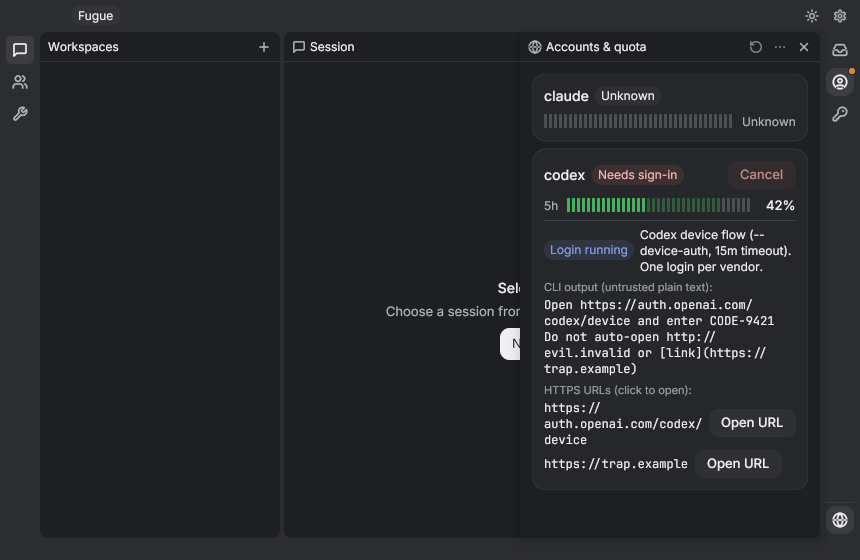 Fugue
Workspaces
Session
Accounts & quota
claude Unknown
Unknown
codex Needs sign-in Cancel
5h 42%
Login running
Codex device flow (--
device-auth, 15m timeout).
One login per vendor.
CLI output (untrusted plain text):
Open https://auth.openai.com/
codex/device and enter CODE-9421
Do not auto-open http://
evil.invalid or [link](https://
trap.example)
HTTPS URLs (click to open):
https://
auth.openai.com/codex/
device
Open URL
https://trap.example Open URL
Choose a session